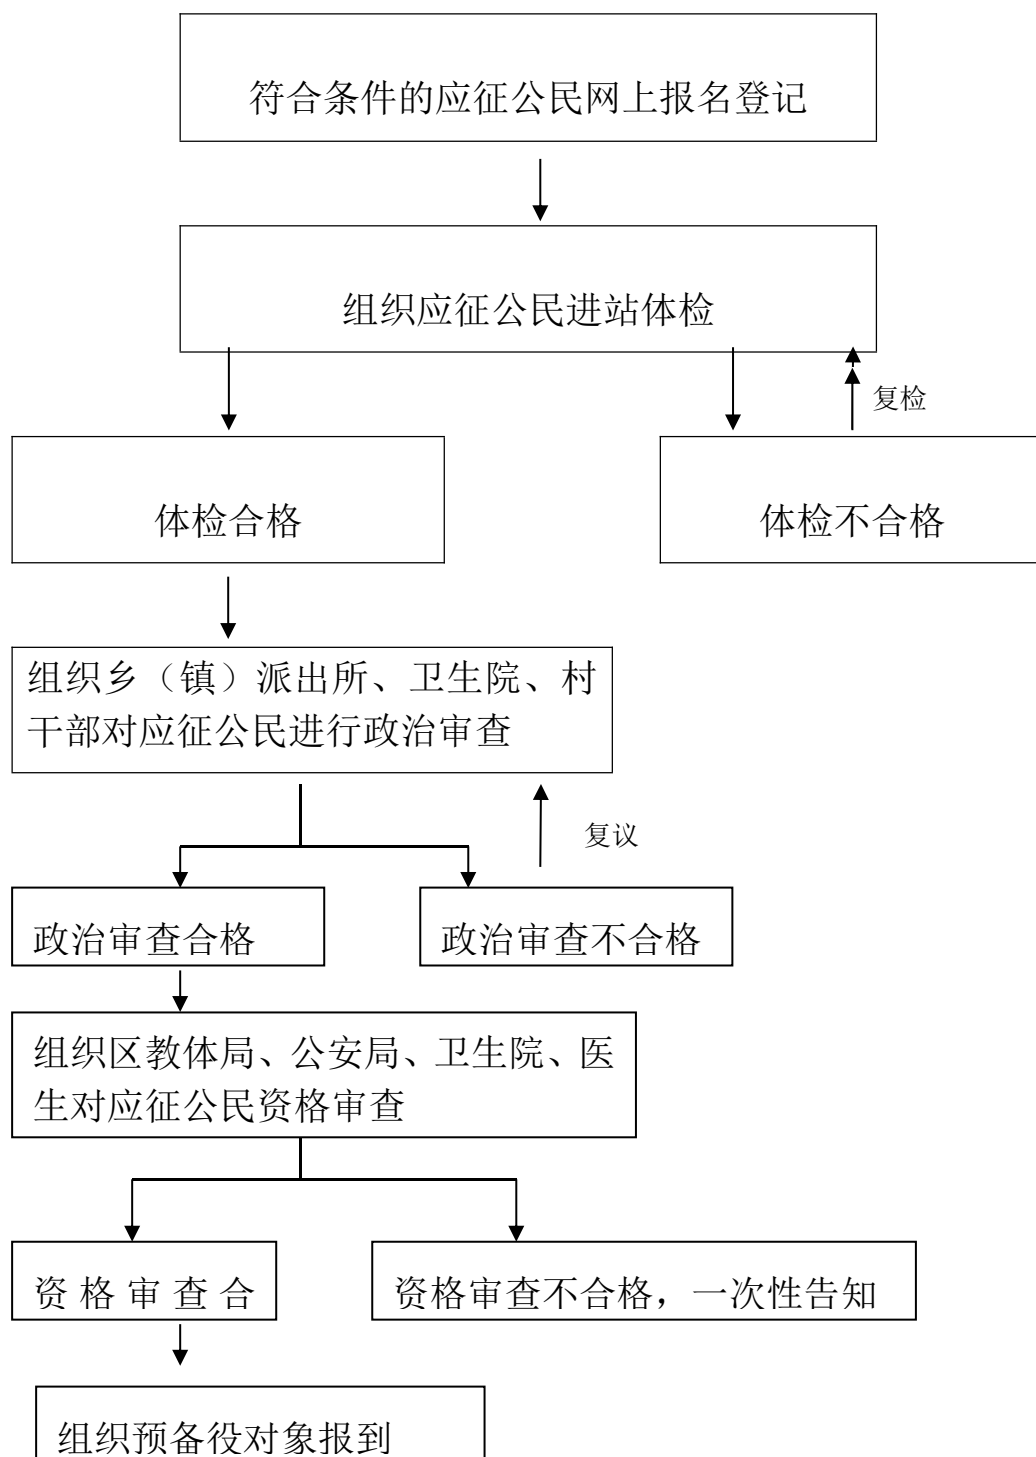 符合条件的应征公民网上报名登记
组织应征公民进站体检
复检
体检合格
体检不合格
组织乡（镇）派出所、卫生院、村
干部对应征公民进行政治审查
复议
政治审查合格
政治审查不合格
组织区教体局、公安局、卫生院、医
生对应征公民资格审查
资格审查合
资格审查不合格，一次性告知
组织预备役对象报到